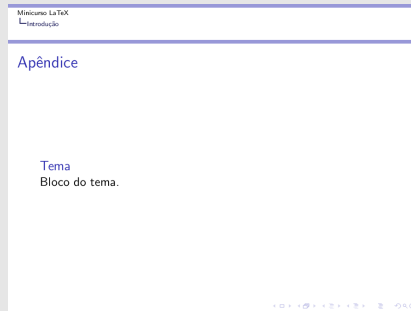 Minicurso LaTeX
Introdução
Apêndice
Tema
Bloco do tema.